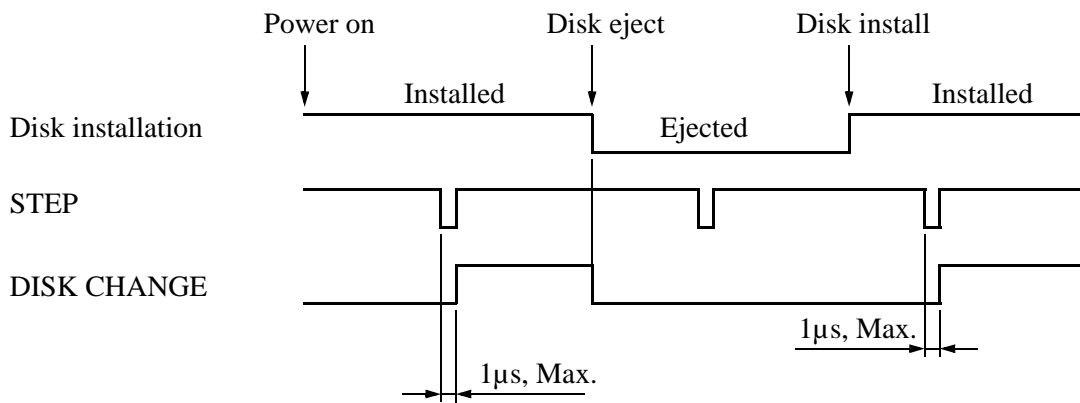 Power on
Disk eject
Disk install
Installed
Installed
Disk installation
Ejected
STEP
DISK CHANGE
1µs, Max.
1µs, Max.